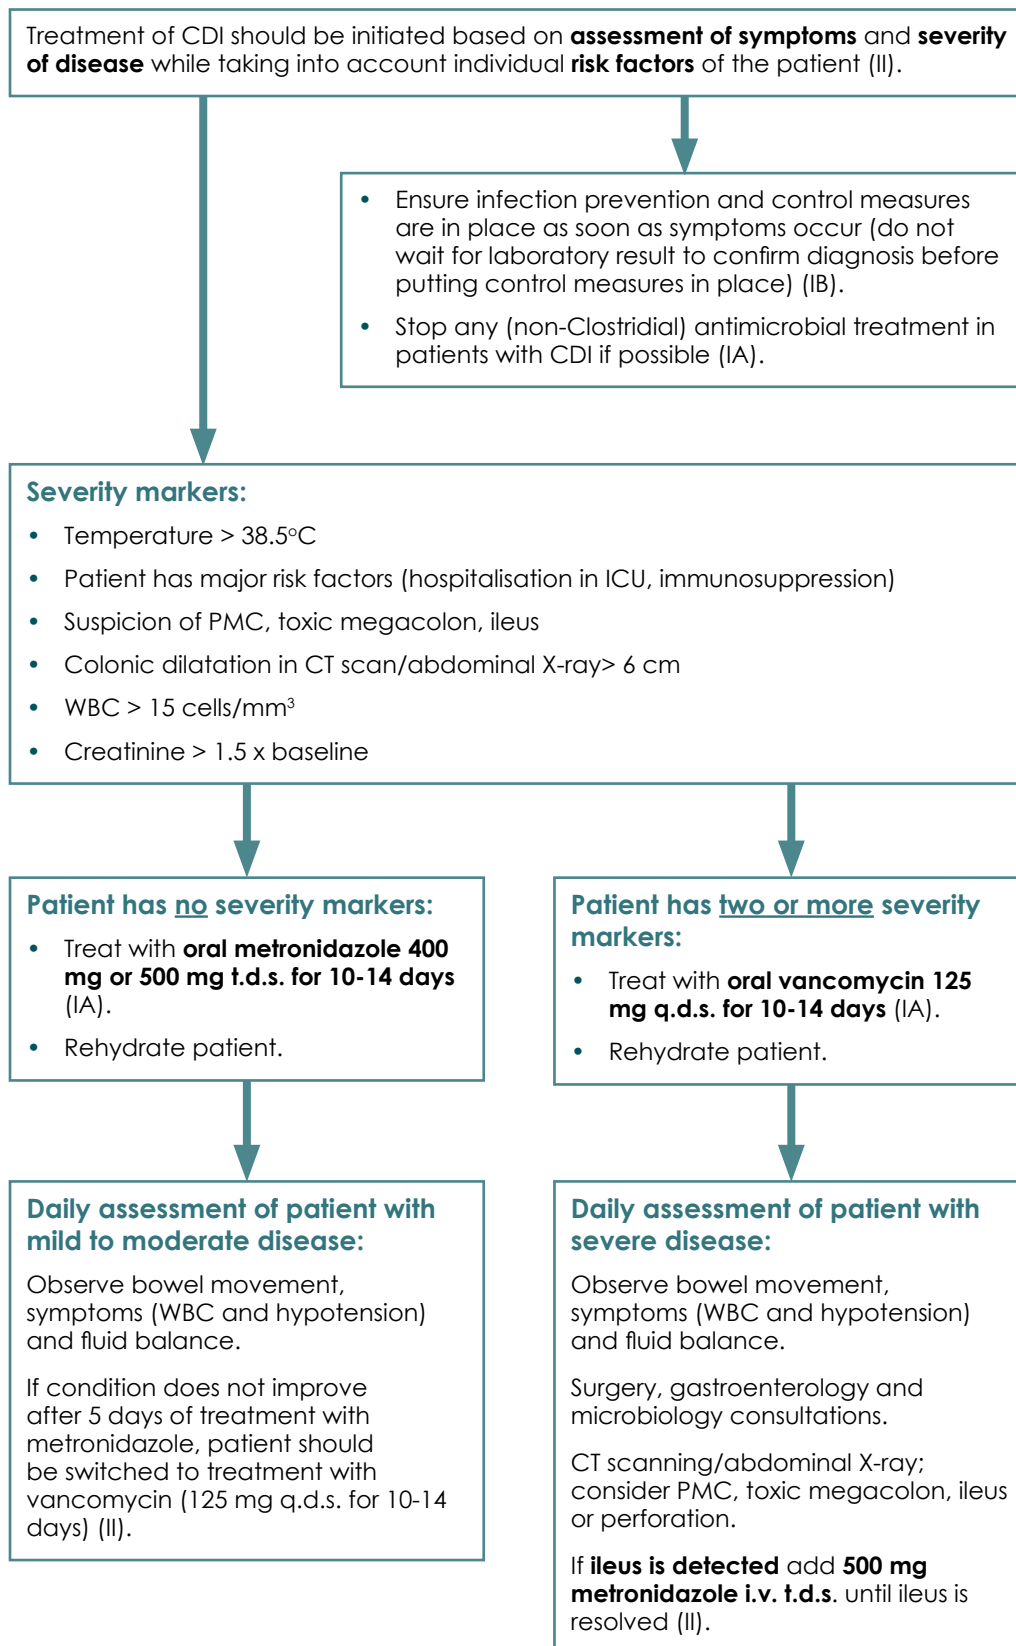 Treatment of CDI should be initiated based on assessment of symptoms and severity
of disease while taking into account individual risk factors of the patient (II).
• Ensure infection prevention and control measures
are in place as soon as symptoms occur (do not
wait for laboratory result to confirm diagnosis before
putting control measures in place) (IB).
• Stop any (non-Clostridial) antimicrobial treatment in
patients with CDI if possible (IA).
Severity markers:
• Temperature > 38.5°C
• Patient has major risk factors (hospitalisation in ICU, immunosuppression)
• Suspicion of PMC, toxic megacolon, ileus
• Colonic dilatation in CT scan/abdominal X-ray> 6 cm
• WBC > 15 cells/mm³
• Creatinine > 1.5 x baseline
Patient has no severity markers:
• Treat with oral metronidazole 400
mg or 500 mg t.d.s. for 10-14 days
(IA).
• Rehydrate patient.
Patient has two or more severity
markers:
• Treat with oral vancomycin 125
mg q.d.s. for 10-14 days (IA).
• Rehydrate patient.
Daily assessment of patient with
mild to moderate disease:
Observe bowel movement,
symptoms (WBC and hypotension)
and fluid balance.
If condition does not improve
after 5 days of treatment with
metronidazole, patient should
be switched to treatment with
vancomycin (125 mg q.d.s. for 10-14
days) (II).
Daily assessment of patient with
severe disease:
Observe bowel movement,
symptoms (WBC and hypotension)
and fluid balance.
Surgery, gastroenterology and
microbiology consultations.
CT scanning/abdominal X-ray;
consider PMC, toxic megacolon, ileus
or perforation.
If ileus is detected add 500 mg
metronidazole i.v. t.d.s. until ileus is
resolved (II).